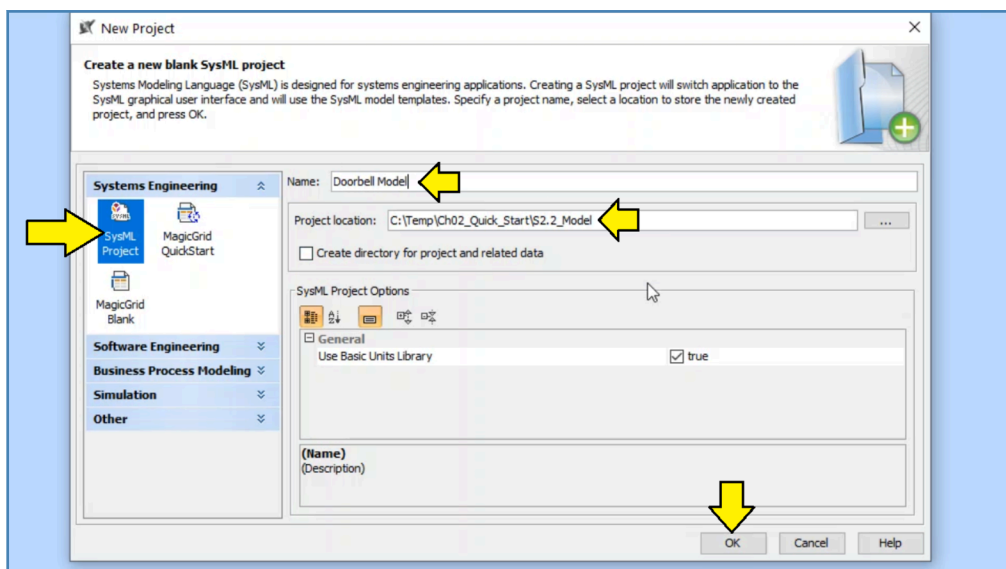 New Project
Create a new blank SysML project
Systems Modeling Language (SysML) is designed for systems engineering applications. Creating a SysML project will switch application to the
SysML graphical user interface and will use the SysML model templates. Specify a project name, select a location to store the newly created
project, and press OK.
Systems Engineering
SysML
Project
MagicGrid
QuickStart
MagicGrid
Blank
Software Engineering
Business Process Modeling
Simulation
Other
Name: Doorbell Model
Project location: C:\Temp\Ch02_Quick_Start\S2.2_Model
...
Create directory for project and related data
SysML Project Options
General
Use Basic Units Library true
(Name)
(Description)
OK Cancel Help